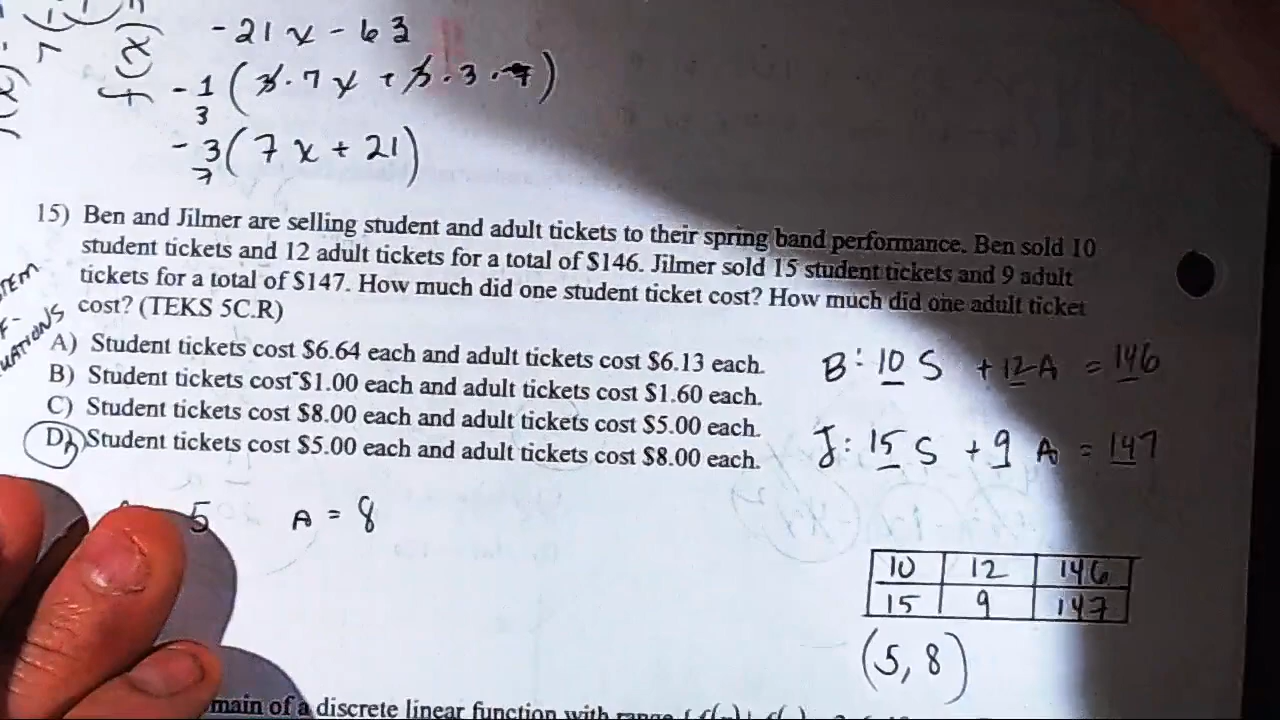 -21x - 63
-1/3 (3·7x + 3·3·7)
-3/7 (7x + 21)
15) Ben and Jilmer are selling student and adult tickets to their spring band performance. Ben sold 10
student tickets and 12 adult tickets for a total of $146. Jilmer sold 15 student tickets and 9 adult
tickets for a total of $147. How much did one student ticket cost? How much did one adult ticket
cost? (TEKS 5C.R)
A) Student tickets cost $6.64 each and adult tickets cost $6.13 each.
B) Student tickets cost $1.00 each and adult tickets cost $1.60 each.
C) Student tickets cost $8.00 each and adult tickets cost $5.00 each.
D) Student tickets cost $5.00 each and adult tickets cost $8.00 each.
B: 10 S + 12 A = 146
J: 15 S + 9 A = 147
5 A = 8
10 12 146
15 9 147
(5, 8)
main of a discrete linear function with range